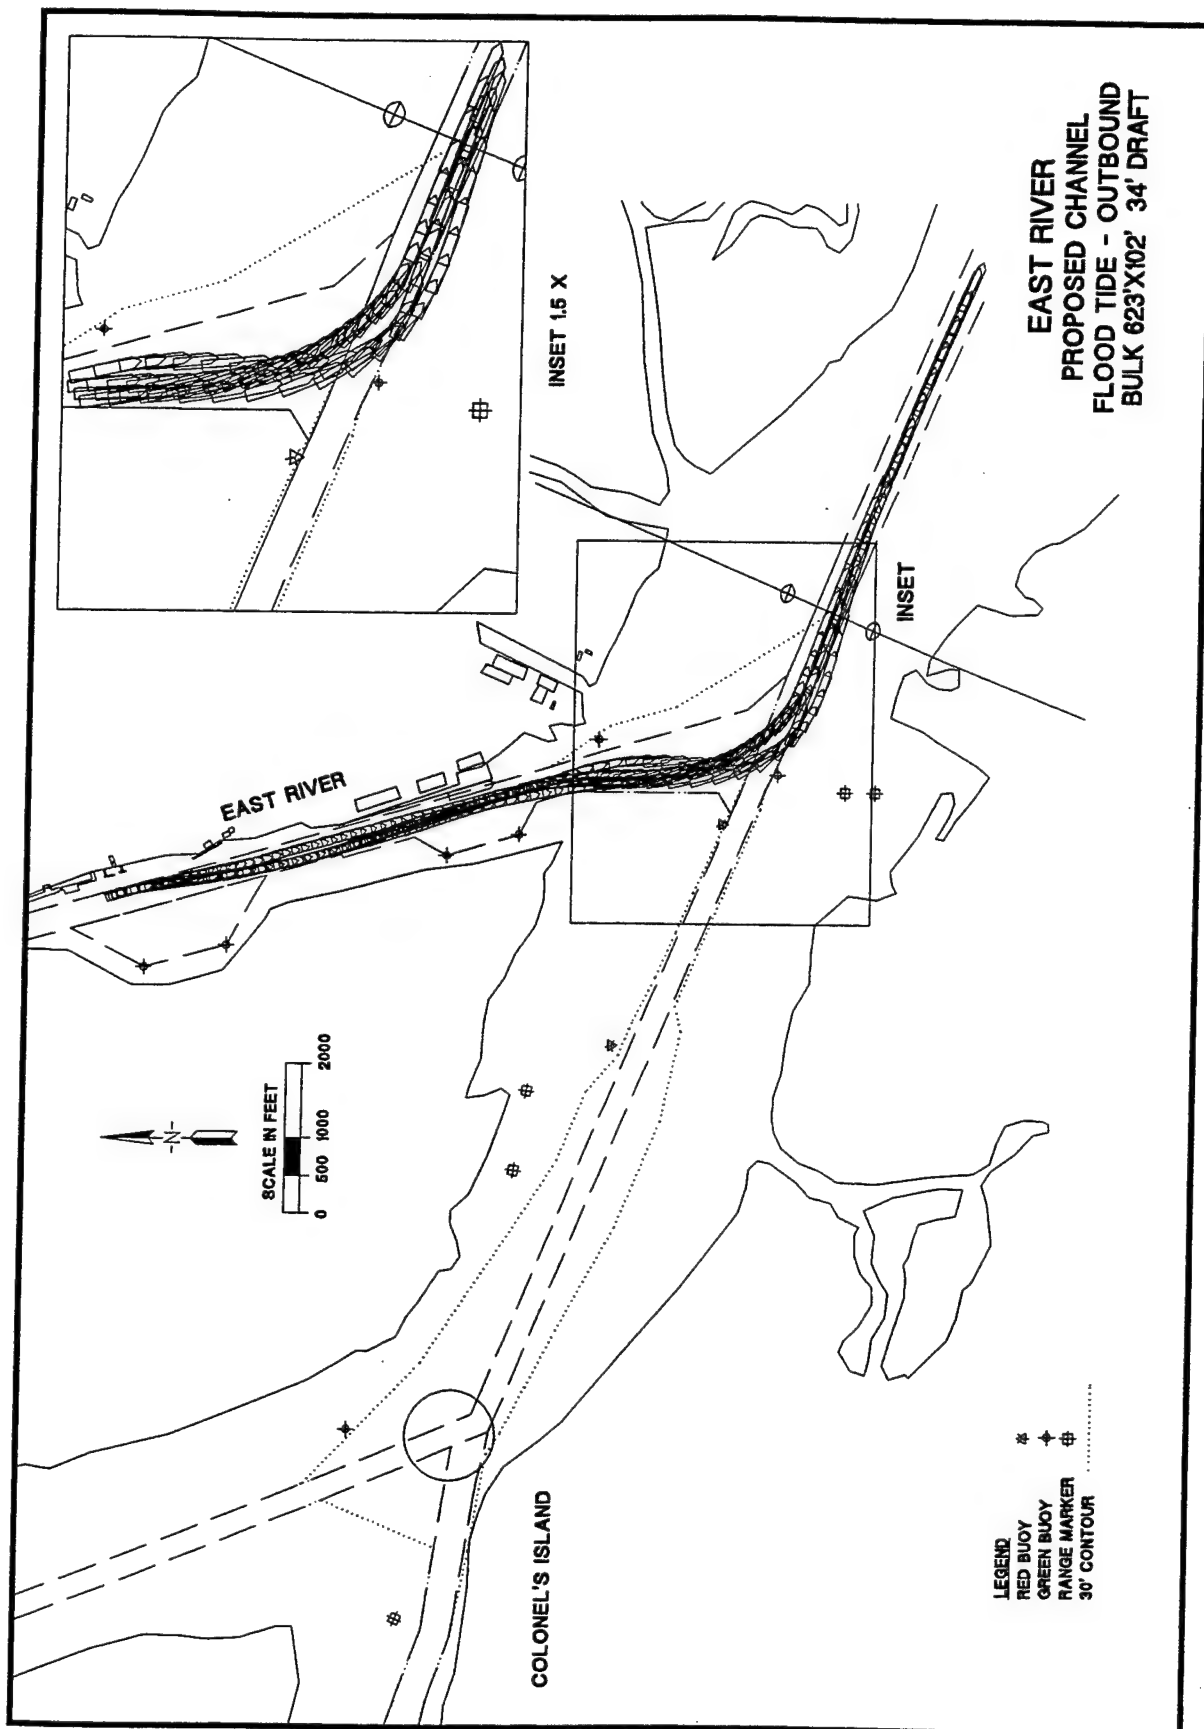 INSET 1.5 X
EAST RIVER
-N-
SCALE IN FEET
0 500 1000 2000
INSET
COLONEL'S ISLAND
LEGEND
RED BUOY
GREEN BUOY
RANGE MARKER
30' CONTOUR
EAST RIVER
PROPOSED CHANNEL
FLOOD TIDE - OUTBOUND
BULK 623'X102' 34' DRAFT